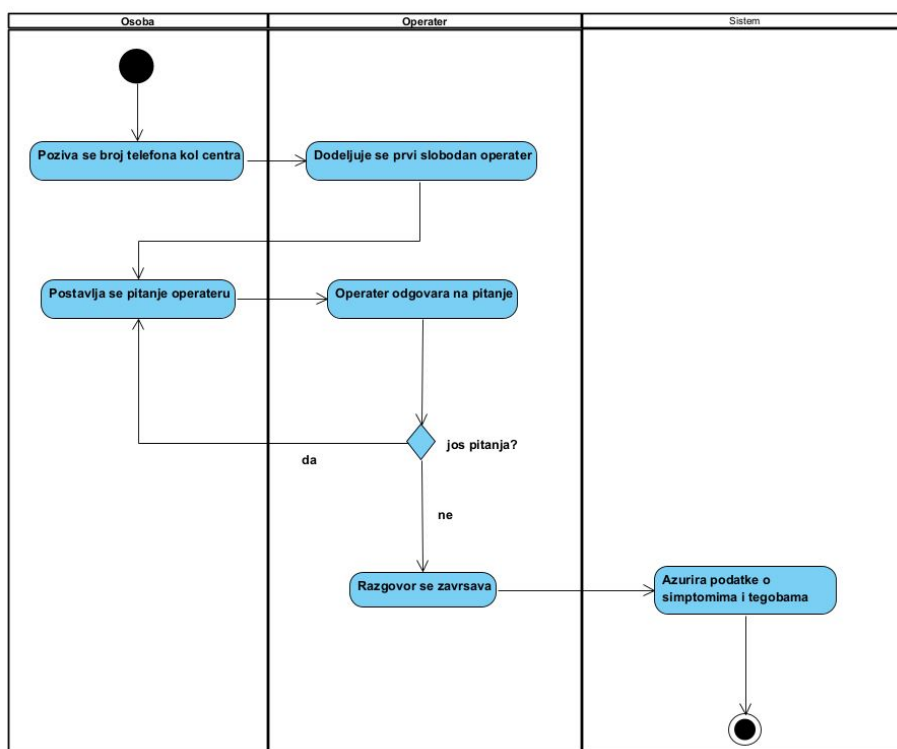 Osoba
Operater
Sistem
Poziva se broj telefona kol centra
Dodeljuje se prvi slobodan operater
Postavlja se pitanje operateru
Operater odgovara na pitanje
jos pitanja?
da
ne
Razgovor se zavrsava
Azurira podatke o
simptomima i tegobama